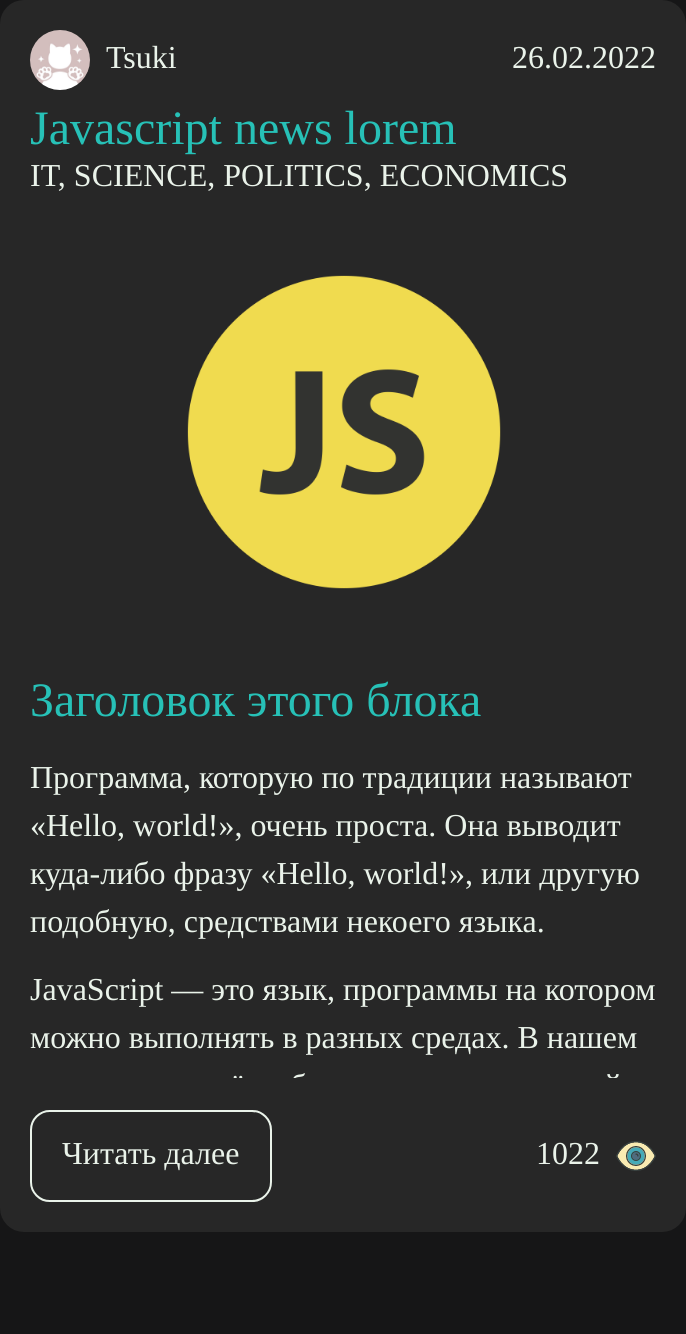 Tsuki 26.02.2022
Javascript news lorem
IT, SCIENCE, POLITICS, ECONOMICS
JS
Заголовок этого блока
Программа, которую по традиции называют
«Hello, world!», очень проста. Она выводит
куда-либо фразу «Hello, world!», или другую
подобную, средствами некоего языка.
JavaScript — это язык, программы на котором
можно выполнять в разных средах. В нашем
Читать далее 1022